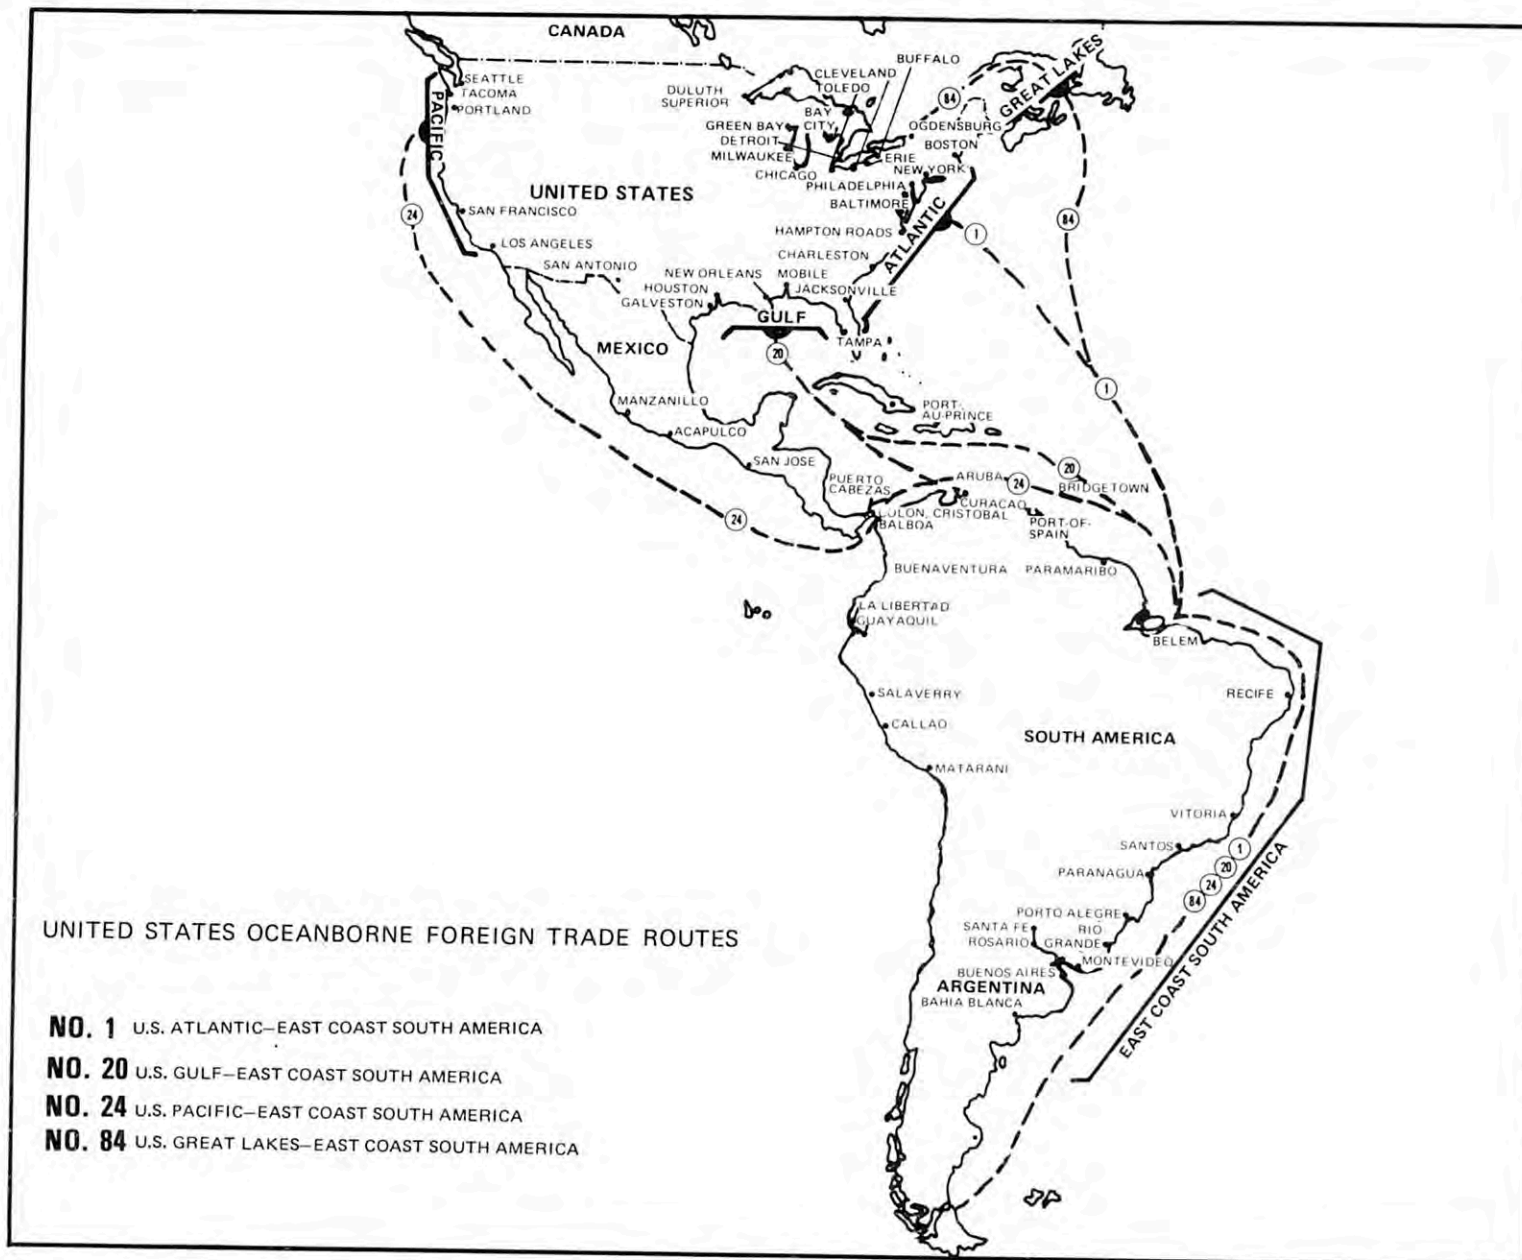 CANADA
SEATTLE
TACOMA
PORTLAND
PACIFIC
24
SAN FRANCISCO
LOS ANGELES
UNITED STATES
DULUTH
SUPERIOR
CLEVELAND
TOLEDO
BUFFALO
BAY
CITY
GREEN BAY
DETROIT
MILWAUKEE
CHICAGO
84
GREAT LAKES
OGDENSBURG
BOSTON
ERIE
NEW YORK
PHILADELPHIA
BALTIMORE
HAMPTON ROADS
ATLANTIC
1
84
CHARLESTON
SAN ANTONIO
NEW ORLEANS
MOBILE
HOUSTON
JACKSONVILLE
GALVESTON
GULF
TAMPA
20
MEXICO
1
MANZANILLO
ACAPULCO
PORT-
AU-PRINCE
SAN JOSE
PUERTO
CABEZAS
ARUBA
24
20
BRIDGETOWN
CURACAO
COLON, CRISTOBAL
BALBOA
PORT-OF-
SPAIN
24
BUENAVENTURA
PARAMARIBO
LA LIBERTAD
GUAYAQUIL
BELEM
SALAVERRY
RECIFE
CALLAO
SOUTH AMERICA
MATARANI
VITORIA
SANTOS
1
20
24
84
PARANAGUA
PORTO ALEGRE
SANTA FE
RIO
ROSARIO
GRANDE
MONTEVIDEO
BUENOS AIRES
ARGENTINA
BAHIA BLANCA
EAST COAST SOUTH AMERICA
UNITED STATES OCEANBORNE FOREIGN TRADE ROUTES
NO. 1 U.S. ATLANTIC—EAST COAST SOUTH AMERICA
NO. 20 U.S. GULF—EAST COAST SOUTH AMERICA
NO. 24 U.S. PACIFIC—EAST COAST SOUTH AMERICA
NO. 84 U.S. GREAT LAKES—EAST COAST SOUTH AMERICA